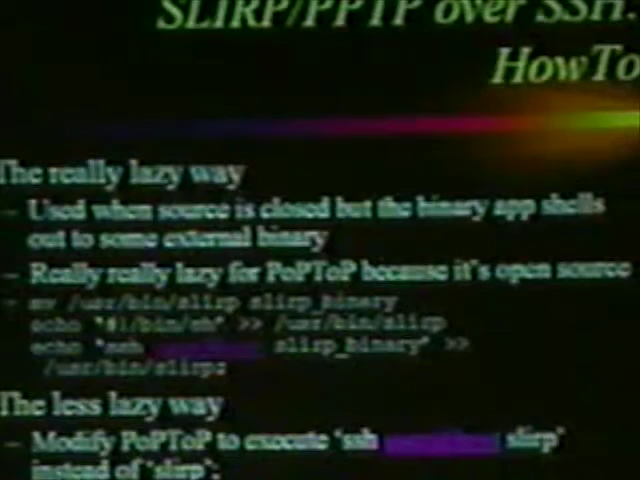 SLIRP/PPTP over SSH:
HowTo
The really lazy way
– Used when source is closed but the binary app shells
out to some external binary
– Really really lazy for PoPToP because it's open source
– mv /usr/bin/slirp slirp_binary
echo "#!/bin/sh" >> /usr/bin/slirp
echo "ssh slirp_binary" >>
/usr/bin/slirp;
The less lazy way
– Modify PoPToP to execute 'ssh slirp'
instead of 'slirp';